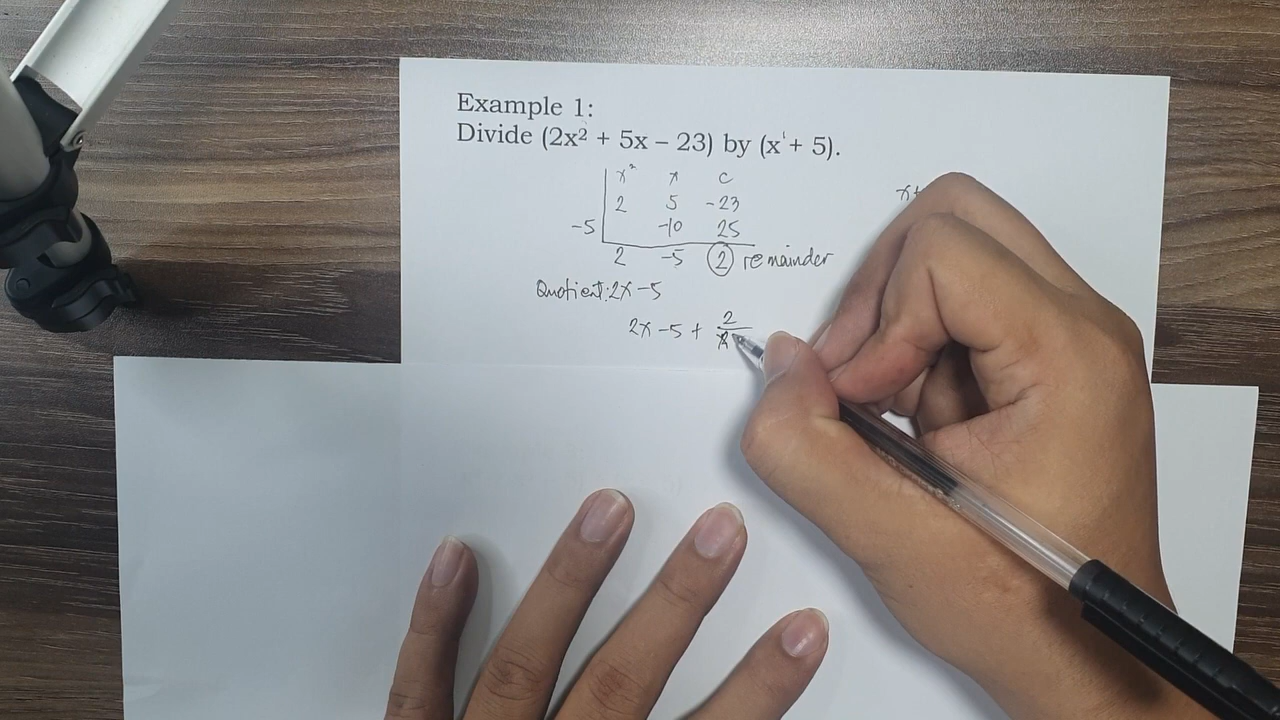 Example 1:
Divide (2x² + 5x – 23) by (x¹ + 5).
x² x c
2 5 -23
-5 -10 25
2 -5 2 remainder
Quotient: 2x - 5
2x - 5 + 2